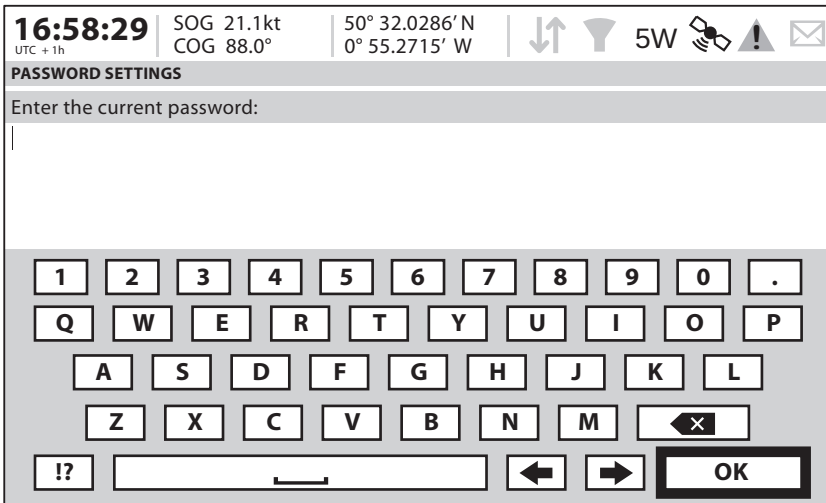 16:58:29 SOG 21.1kt 50° 32.0286′ N 5W
UTC + 1h COG 88.0° 0° 55.2715′ W
PASSWORD SETTINGS
Enter the current password:
1 2 3 4 5 6 7 8 9 0 .
Q W E R T Y U I O P
A S D F G H J K L
Z X C V B N M
!? OK